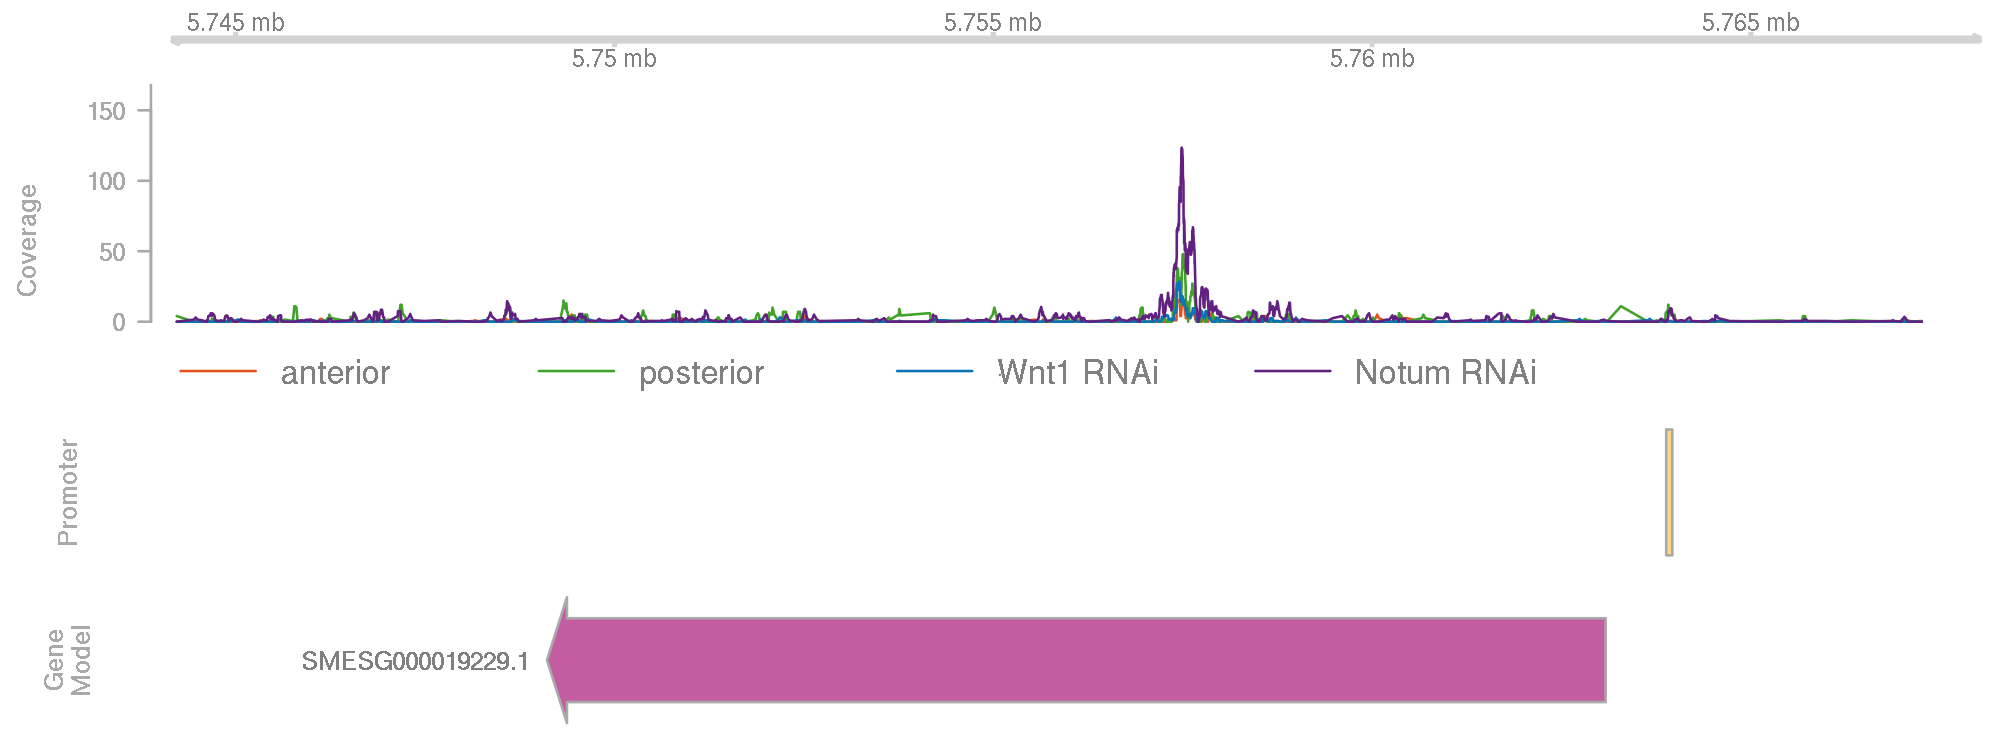 5.745 mb 5.755 mb 5.765 mb
5.75 mb 5.76 mb
Coverage
150
100
50
0
anterior posterior Wnt1 RNAi Notum RNAi
Promoter
Gene
Model
SMESG000019229.1